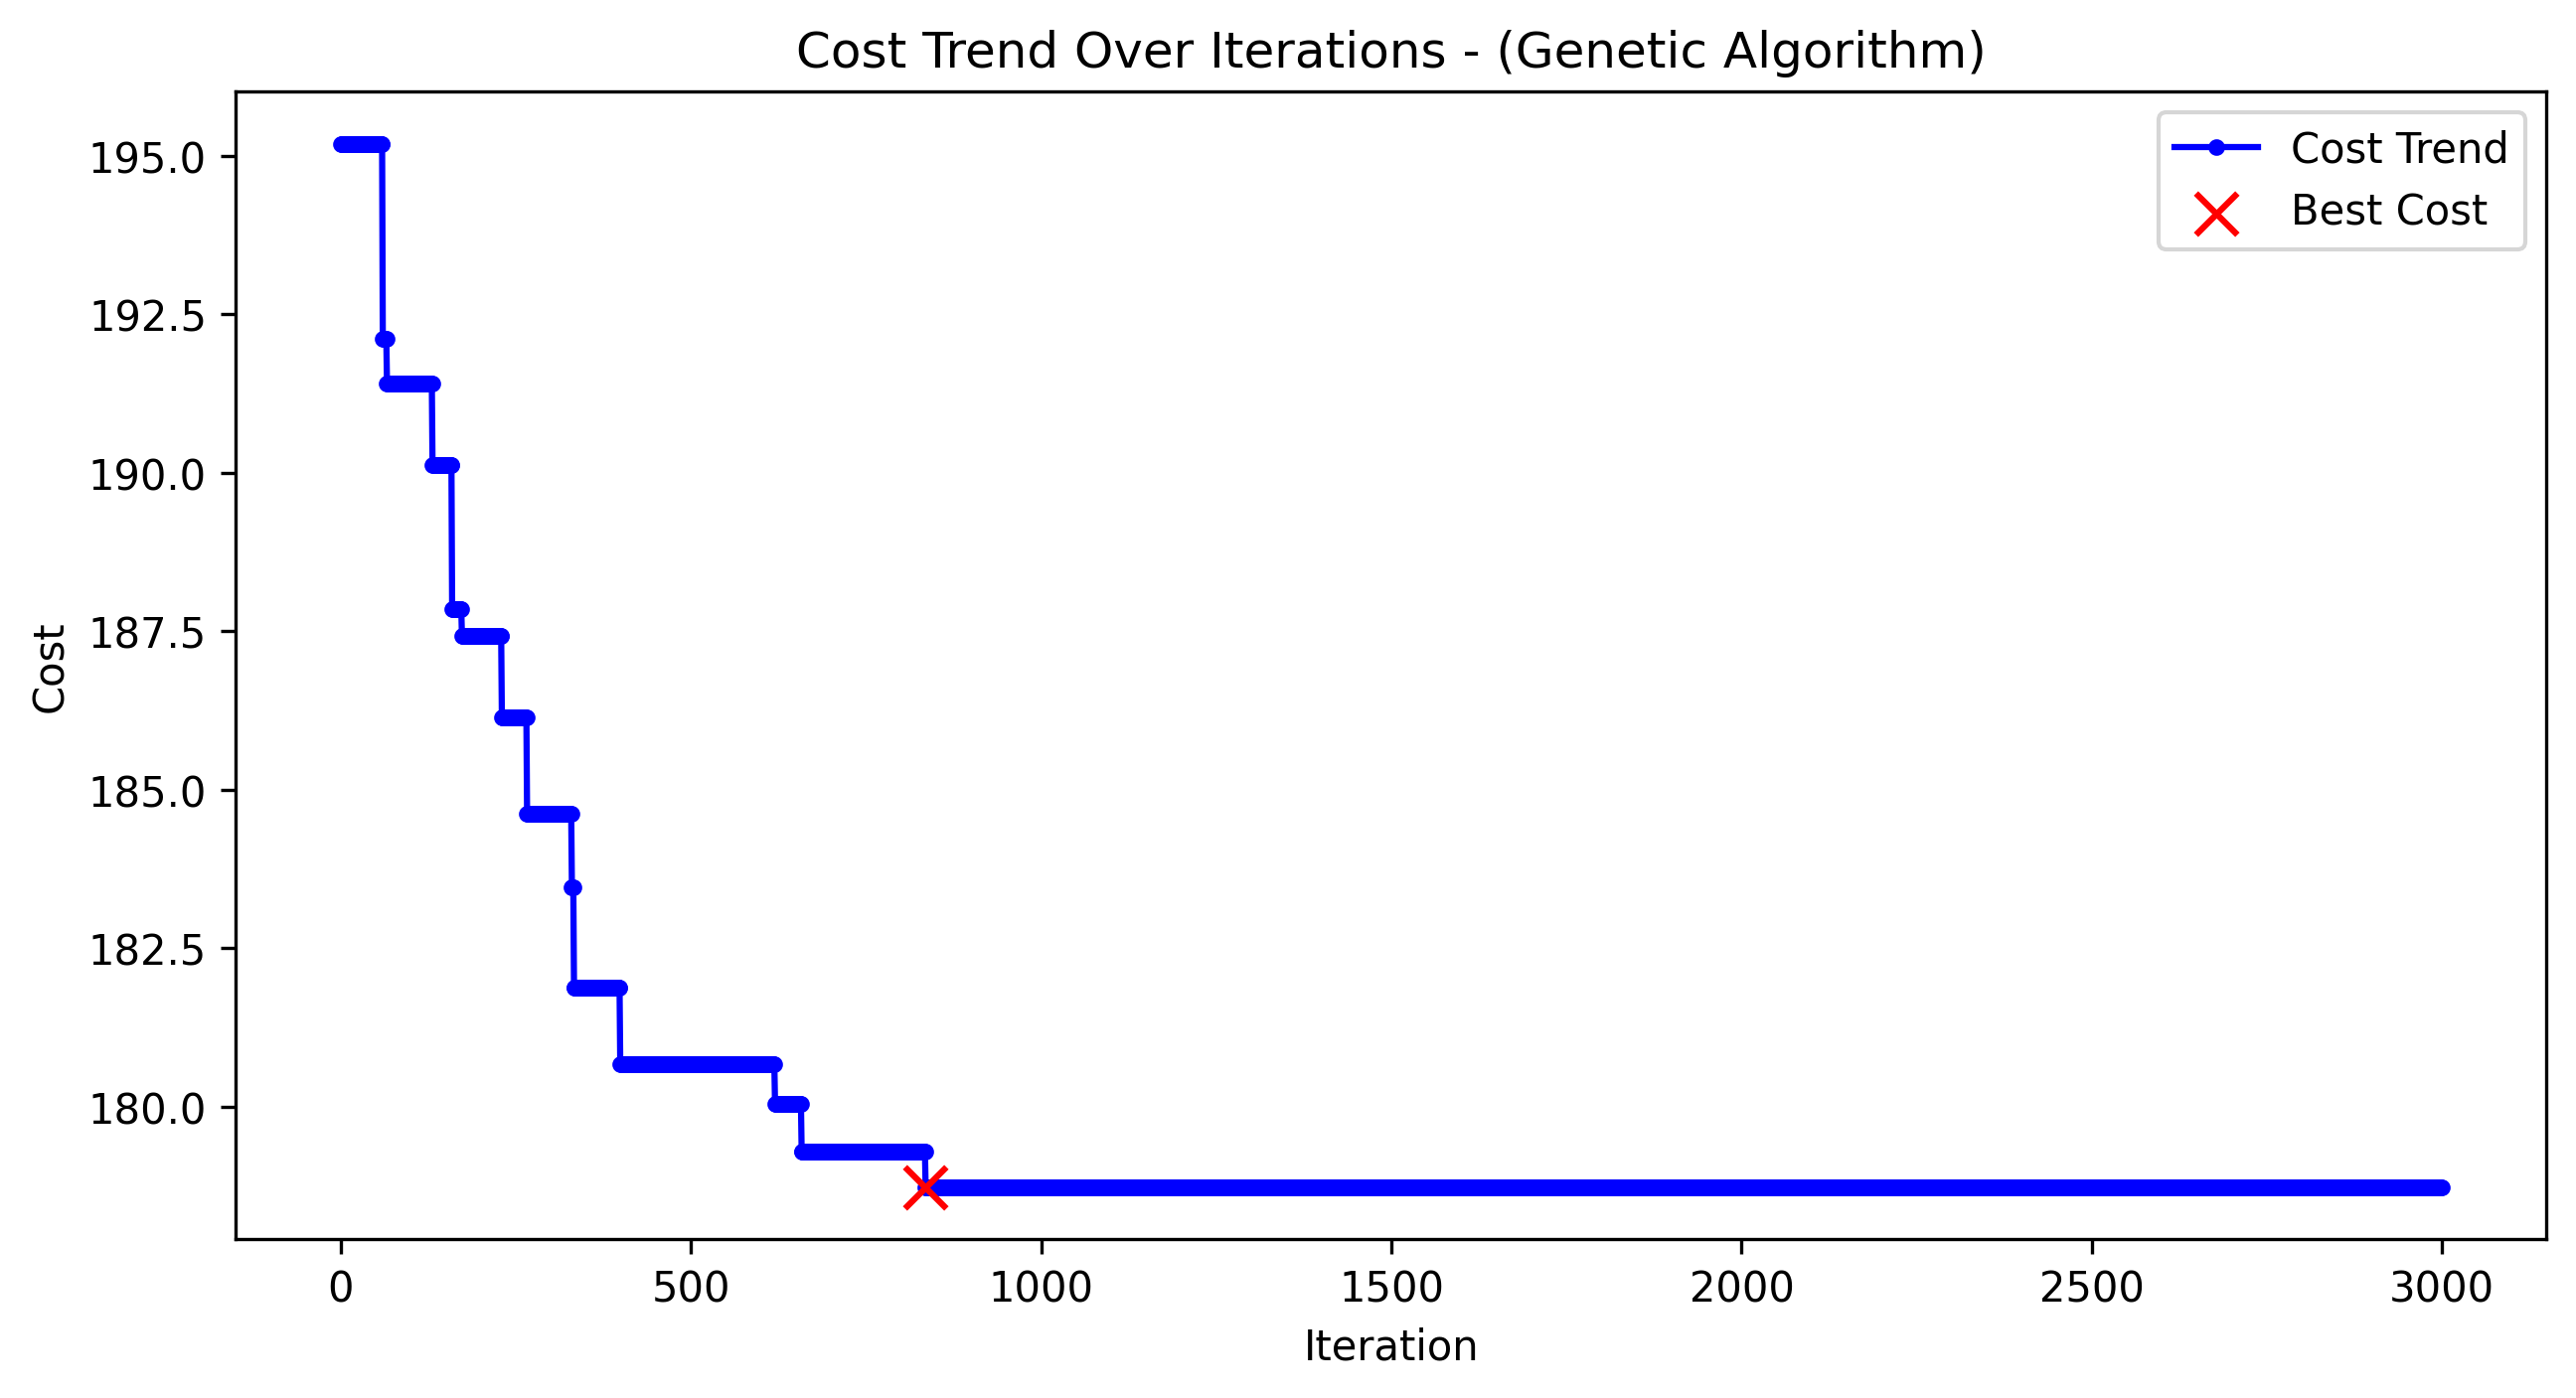 Cost Trend Over Iterations - (Genetic Algorithm)
Cost Trend
Best Cost
195.0
192.5
190.0
187.5
185.0
182.5
180.0
Cost
0 500 1000 1500 2000 2500 3000
Iteration